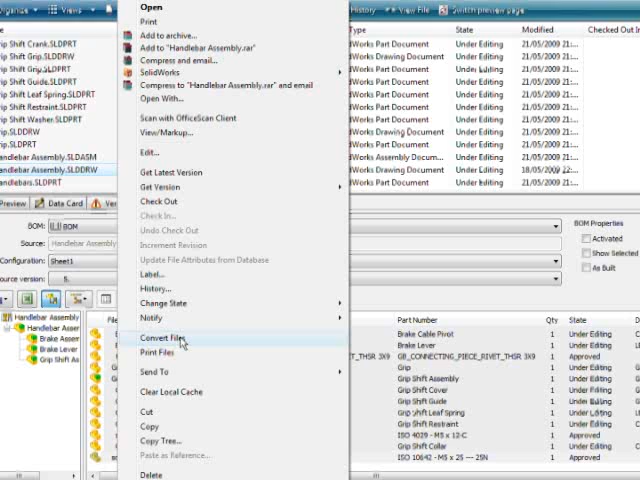 Organize Views History View File Switch preview page
Type State Modified Checked Out
Grip Shift Crank.SLDPRT
Grip Shift Grip.SLDDRW
Grip Shift Grip.SLDPRT
Grip Shift Guide.SLDPRT
Grip Shift Leaf Spring.SLDPRT
Grip Shift Restraint.SLDPRT
Grip Shift Washer.SLDPRT
Grip.SLDDRW
Grip.SLDPRT
Handlebar Assembly.SLDASM
Handlebar Assembly.SLDDRW
Handlebars.SLDPRT
Open
Print
Add to archive...
Add to "Handlebar Assembly.rar"
Compress and email...
SolidWorks
Compress to "Handlebar Assembly.rar" and email
Open With...
Scan with OfficeScan Client
View/Markup...
Edit...
Get Latest Version
Get Version
Check Out
Check In...
Undo Check Out
Increment Revision
Update File Attributes from Database
Label...
History...
Change State
Notify
Convert Files
Print Files
Send To
Clear Local Cache
Cut
Copy
Copy Tree...
Paste as Reference...
Delete
dWorks Part Document Under Editing 21/05/2009 21:...
dWorks Drawing Document Under Editing 21/05/2009 21:...
dWorks Part Document Under Editing 21/05/2009 21:...
dWorks Part Document Under Editing 21/05/2009 21:...
dWorks Part Document Under Editing 21/05/2009 21:...
dWorks Part Document Under Editing 21/05/2009 21:...
dWorks Part Document Under Editing 21/05/2009 21:...
dWorks Drawing Document Under Editing 21/05/2009 21:...
dWorks Part Document Under Editing 21/05/2009 21:...
dWorks Assembly Docum... Under Editing 21/05/2009 21:...
dWorks Drawing Document Under Editing 18/05/2009 22:...
dWorks Part Document Under Editing 21/05/2009 21:...
Preview Data Card Ver
BOM: BOM
Source: Handlebar Assembly
Configuration: Sheet1
Source version: 5
BOM Properties
Activated
Show Selected
As Built
Handlebar Assembly
Handlebar Asser
Brake Assem
Brake Lever
Grip Shift As
File Part Number Qty State
Brake Cable Pivot 1 Under Editing
Brake Lever 1 Under Editing
T_THSR 3X9 GB_CONNECTING_PIECE_RIVET_THSR 3X9 1 Approved
Grip 1 Under Editing
Grip Shift Assembly 1 Under Editing
Grip Shift Cover 1 Under Editing
Grip Shift Guide 1 Under Editing
Grip Shift Leaf Spring 1 Under Editing
Grip Shift Restraint 1 Under Editing
ISO 4029 - M5 x 12-C 1 Approved
Grip Shift Collar 1 Under Editing
ISO 10642 - M5 x 25 --- 25N 1 Approved